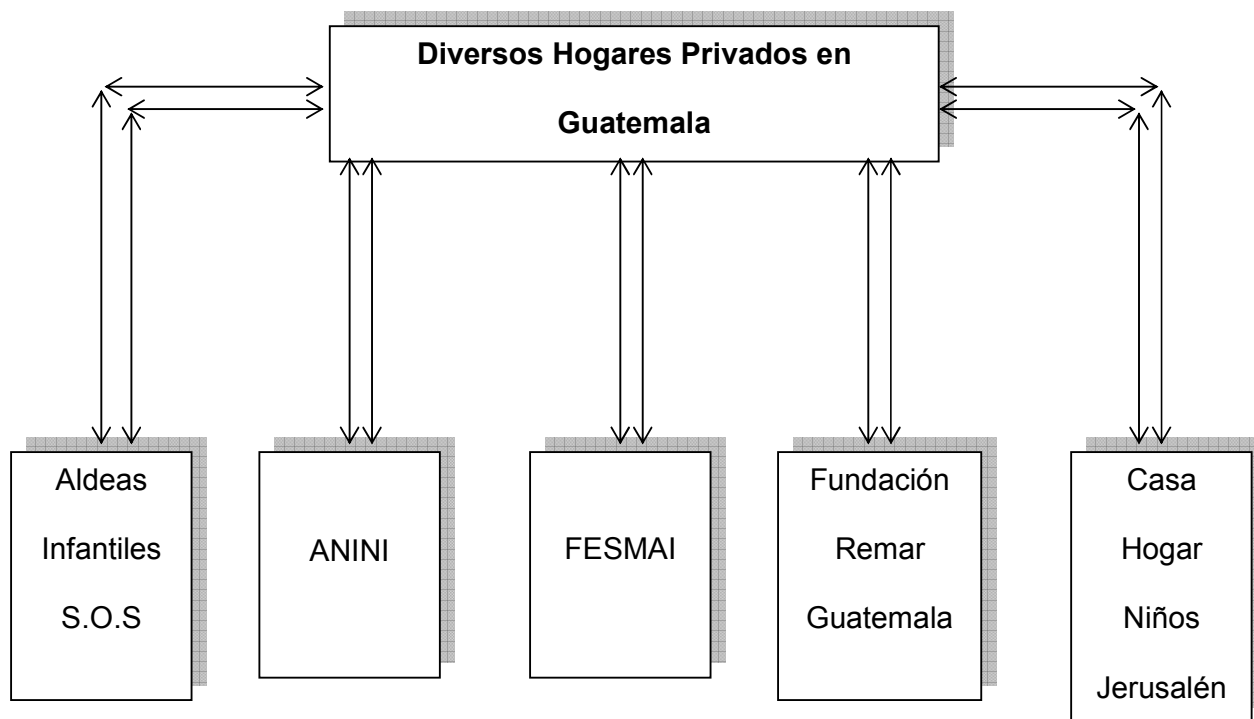 Diversos Hogares Privados en
Guatemala
Aldeas
Infantiles
S.O.S
ANINI
FESMAI
Fundación
Remar
Guatemala
Casa
Hogar
Niños
Jerusalén